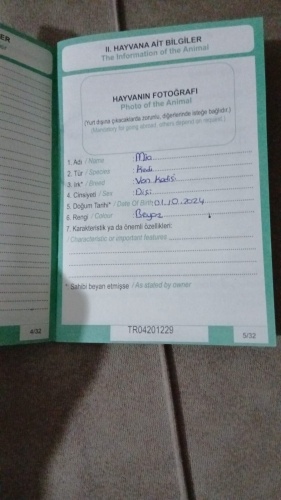 II. HAYVANA AİT BİLGİLER
The Information of the Animal
HAYVANIN FOTOĞRAFI
Photo of the Animal
(Yurt dışına çıkacaklarda zorunlu, diğerlerinde isteğe bağlıdır.)
(Mandatory for going abroad, others depend on request.)
1. Adı / Name Mia
2. Tür / Species Kedi
3. Irk* / Breed Van Kedisi
4. Cinsiyeti / Sex Dişi
5. Doğum Tarihi* / Date Of Birth 01.10.2024
6. Rengi / Colour Beyaz
7. Karakteristik ya da önemli özellikleri:
/ Characteristic or important features
* Sahibi beyan etmişse / As stated by owner
4/32
TR04201229
5/32